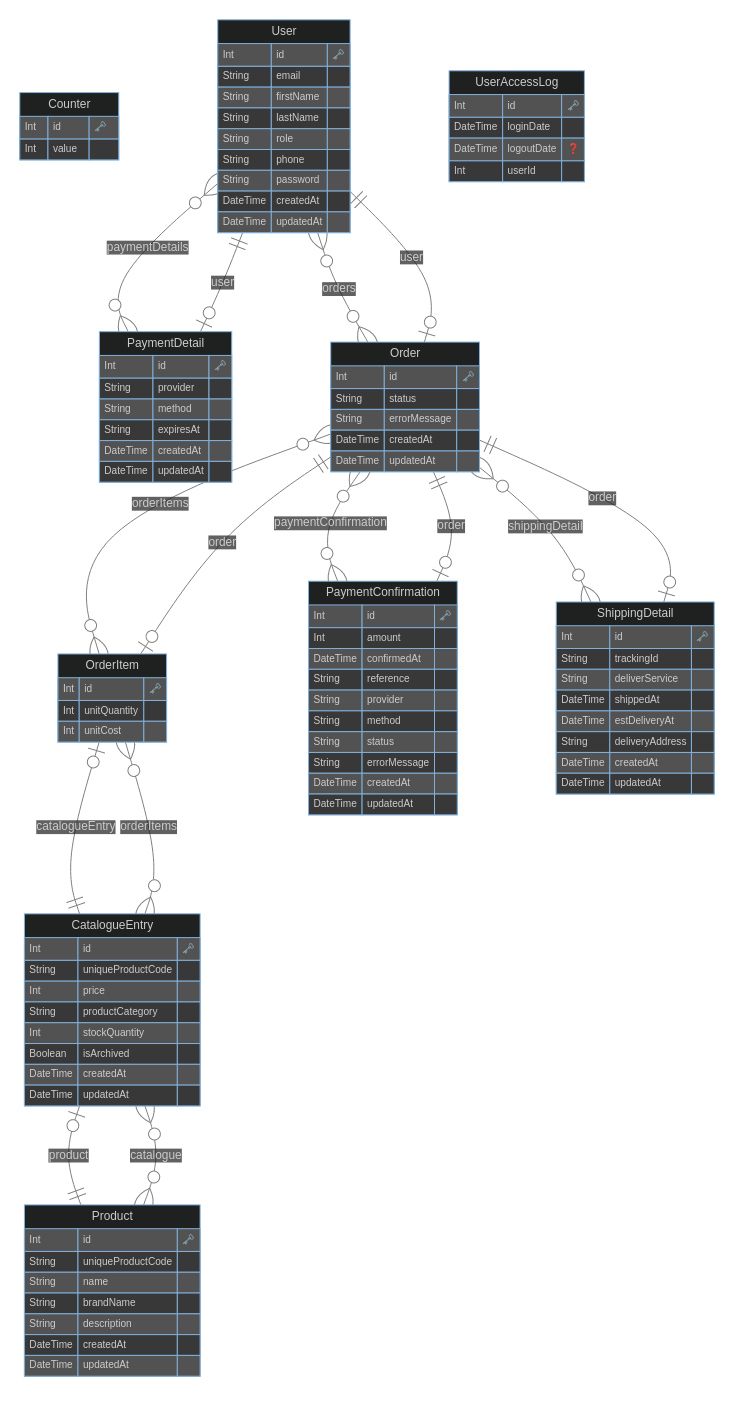 User
Int id
String email
String firstName
String lastName
String role
String phone
String password
DateTime createdAt
DateTime updatedAt
Counter
Int id
Int value
UserAccessLog
Int id
DateTime loginDate
DateTime logoutDate ❓
Int userId
paymentDetails
user
orders
user
PaymentDetail
Int id
String provider
String method
String expiresAt
DateTime createdAt
DateTime updatedAt
Order
Int id
String status
String errorMessage
DateTime createdAt
DateTime updatedAt
orderItems
order
paymentConfirmation
order
shippingDetail
order
OrderItem
Int id
Int unitQuantity
Int unitCost
PaymentConfirmation
Int id
Int amount
DateTime confirmedAt
String reference
String provider
String method
String status
String errorMessage
DateTime createdAt
DateTime updatedAt
ShippingDetail
Int id
String trackingId
String deliverService
DateTime shippedAt
DateTime estDeliveryAt
String deliveryAddress
DateTime createdAt
DateTime updatedAt
catalogueEntry
orderItems
CatalogueEntry
Int id
String uniqueProductCode
Int price
String productCategory
Int stockQuantity
Boolean isArchived
DateTime createdAt
DateTime updatedAt
product
catalogue
Product
Int id
String uniqueProductCode
String name
String brandName
String description
DateTime createdAt
DateTime updatedAt